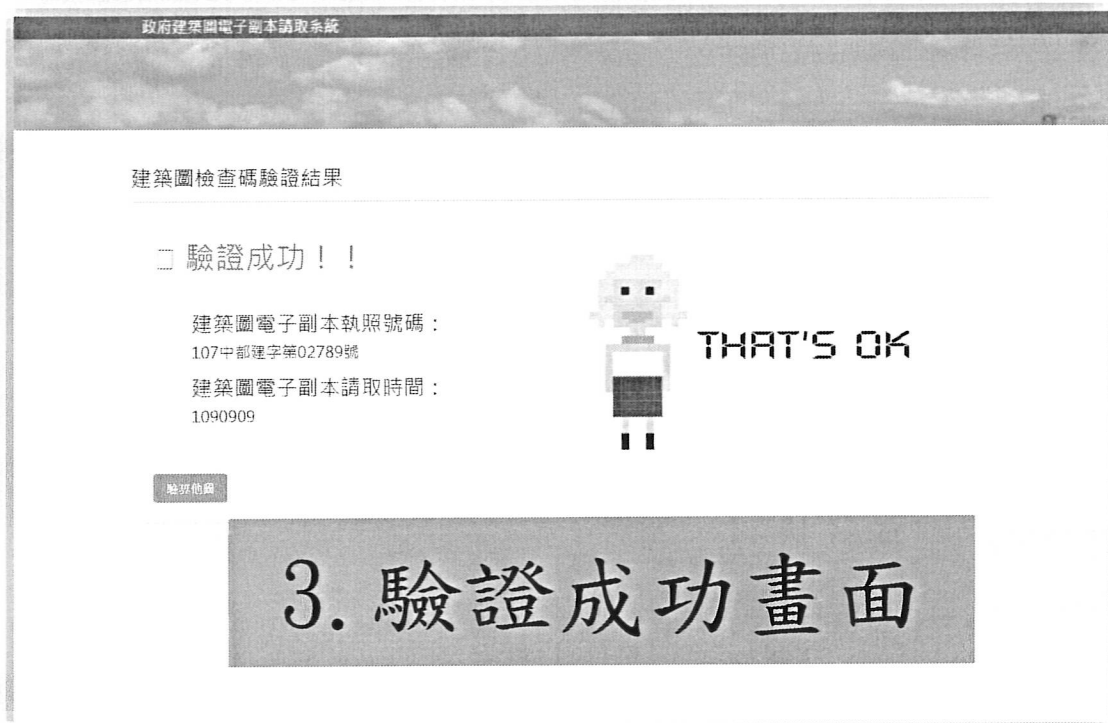 政府建築圖電子副本請取系統
建築圖檢查碼驗證結果
驗證成功！！
建築圖電子副本執照號碼：
107中都建字第02789號
THAT'S OK
建築圖電子副本請取時間：
1090909
驗證他圖
3.驗證成功畫面